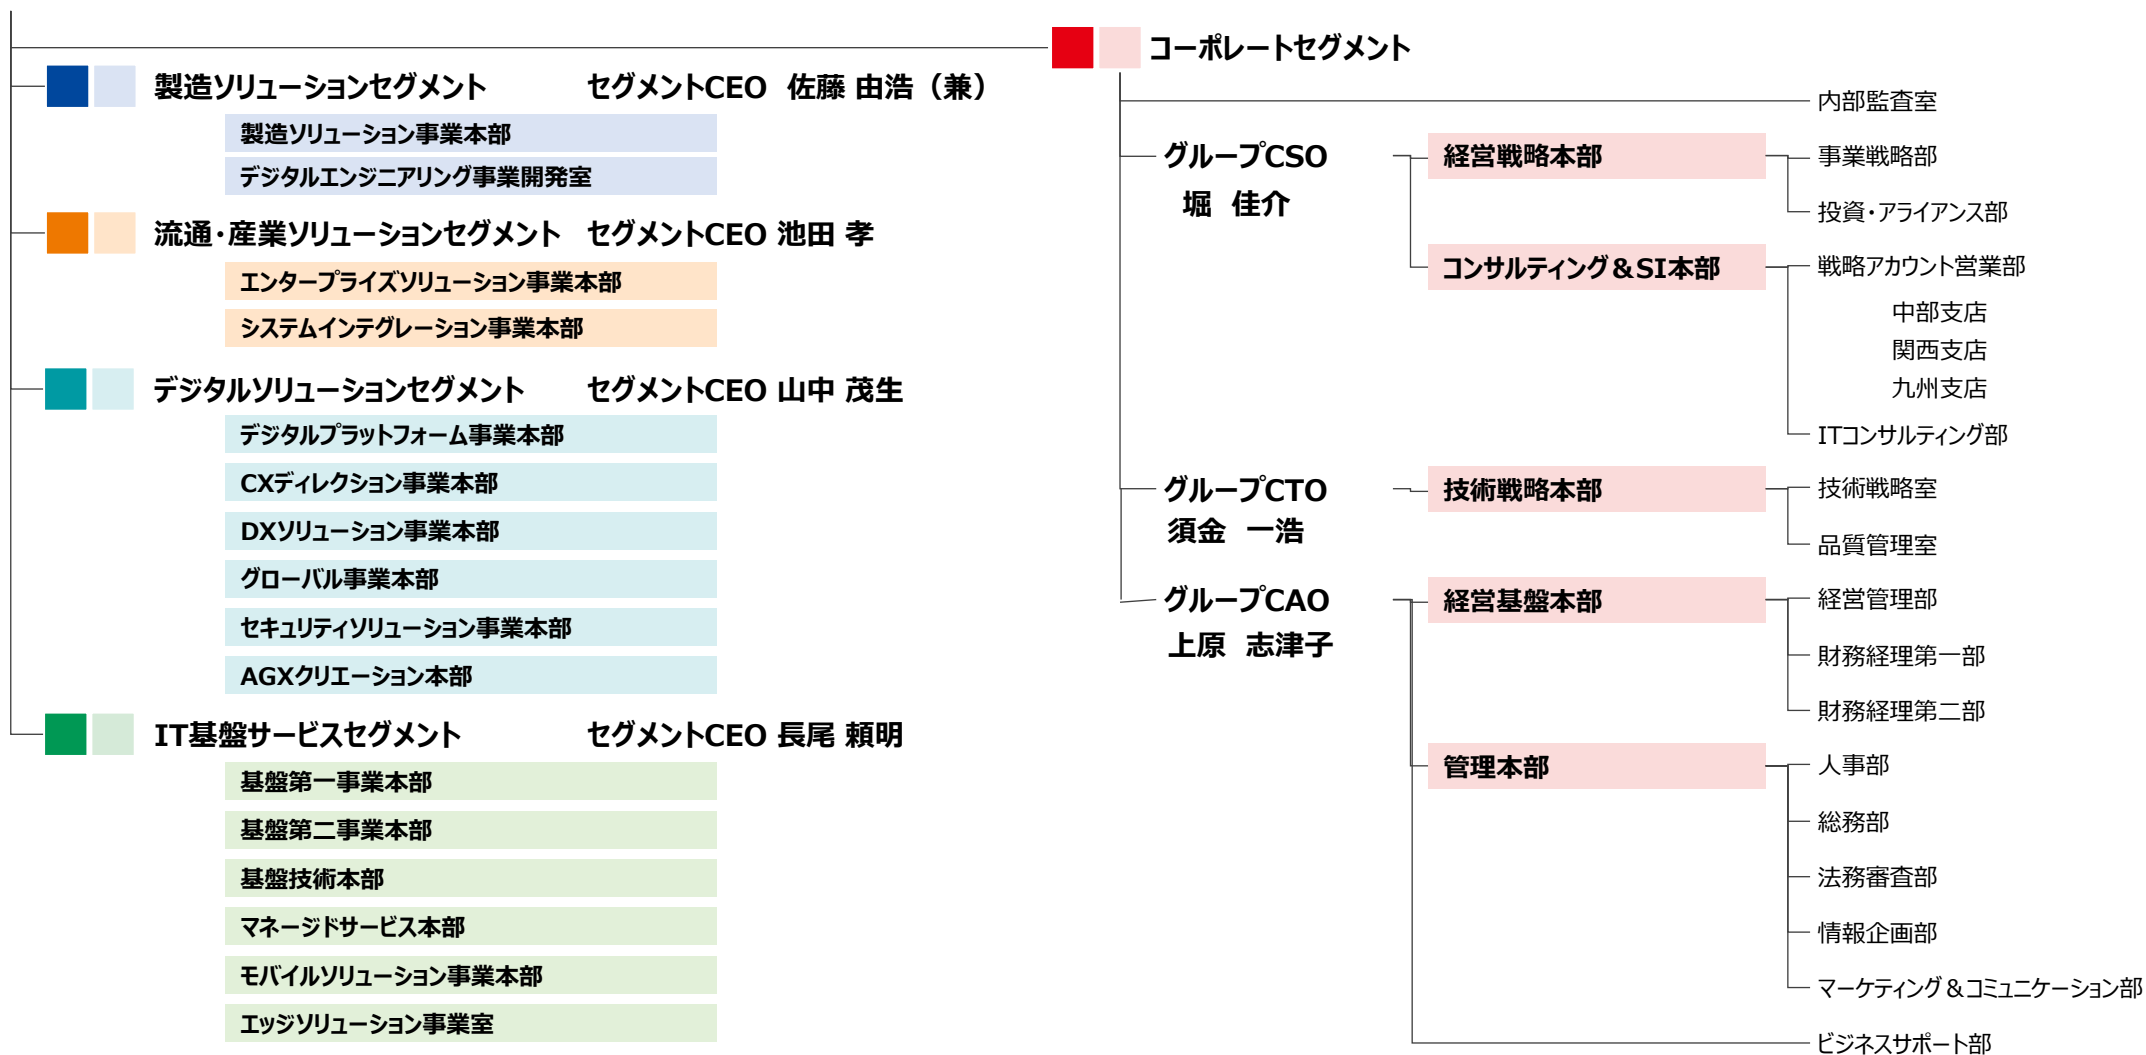 製造ソリューションセグメント セグメントCEO 佐藤 由浩（兼）
製造ソリューション事業本部
デジタルエンジニアリング事業開発室
流通・産業ソリューションセグメント セグメントCEO 池田 孝
エンタープライズソリューション事業本部
システムインテグレーション事業本部
デジタルソリューションセグメント セグメントCEO 山中 茂生
デジタルプラットフォーム事業本部
CXディレクション事業本部
DXソリューション事業本部
グローバル事業本部
セキュリティソリューション事業本部
AGXクリエーション本部
IT基盤サービスセグメント セグメントCEO 長尾 頼明
基盤第一事業本部
基盤第二事業本部
基盤技術本部
マネージドサービス本部
モバイルソリューション事業本部
エッジソリューション事業室
コーポレートセグメント
内部監査室
グループCSO
堀 佳介
経営戦略本部
事業戦略部
投資・アライアンス部
コンサルティング＆SI本部
戦略アカウント営業部
中部支店
関西支店
九州支店
ITコンサルティング部
グループCTO
須金 一浩
技術戦略本部
技術戦略室
品質管理室
グループCAO
上原 志津子
経営基盤本部
経営管理部
財務経理第一部
財務経理第二部
管理本部
人事部
総務部
法務審査部
情報企画部
マーケティング＆コミュニケーション部
ビジネスサポート部